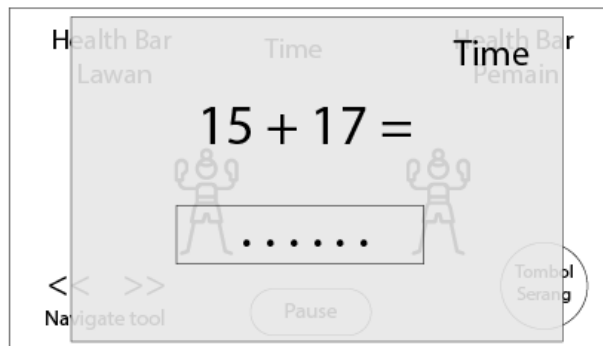 Health Bar
Lawan
Time
Health Bar
Pemain
Time
15 + 17 =
......
<< >>
Navigate tool
Pause
Tombol
Serang